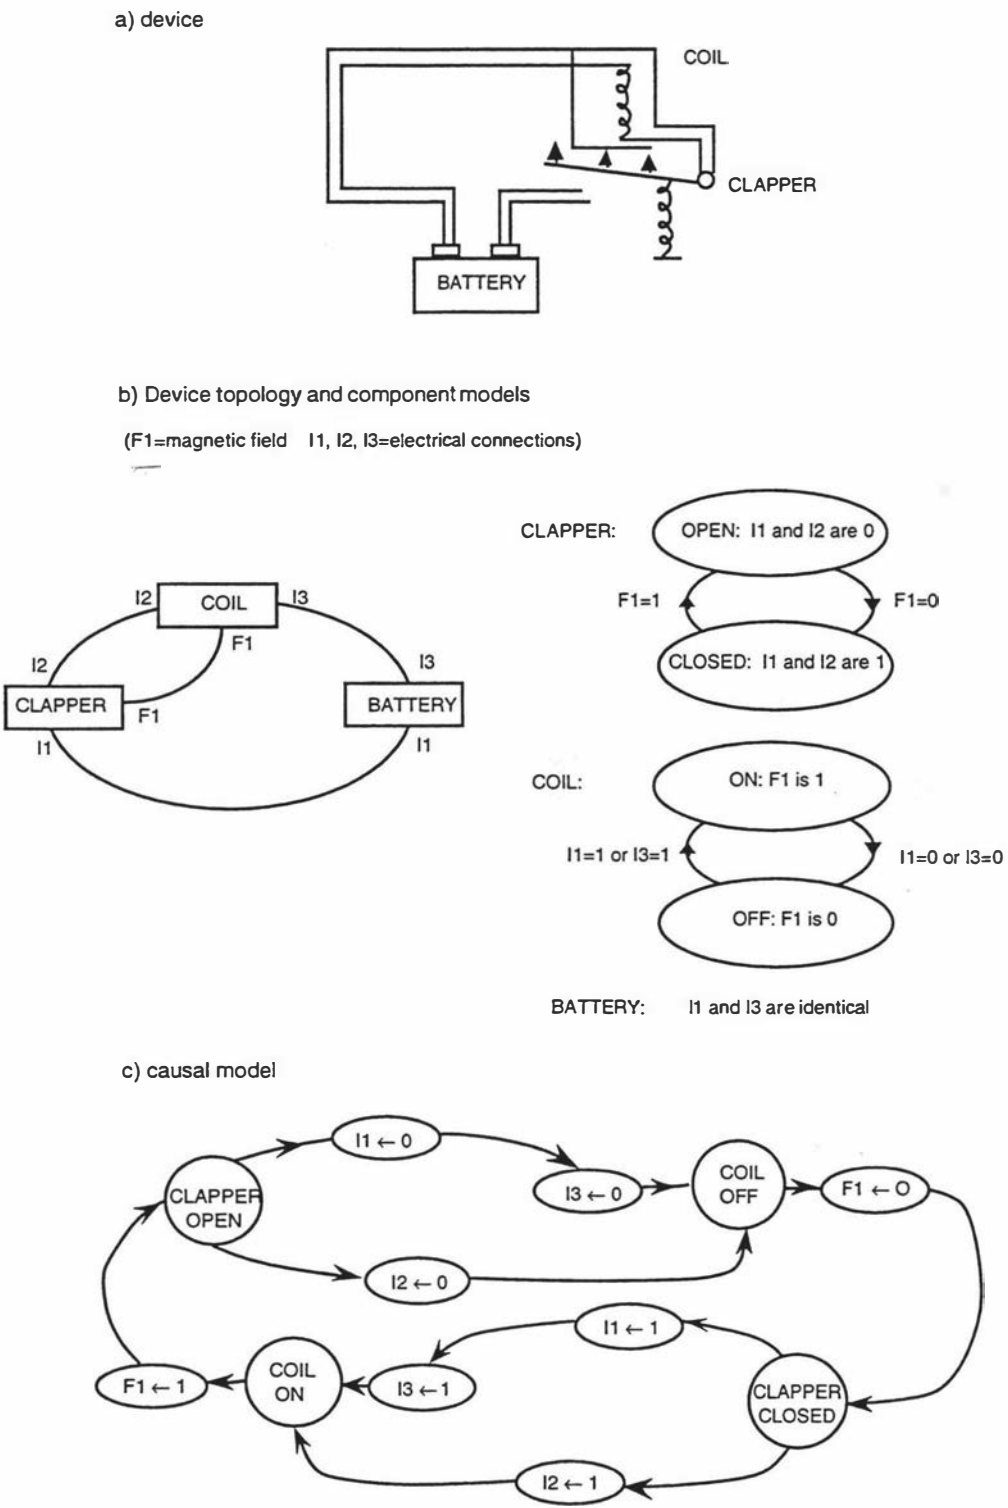 a) device
COIL
CLAPPER
BATTERY
b) Device topology and component models
(F1=magnetic field I1, I2, I3=electrical connections)
CLAPPER:
OPEN: I1 and I2 are 0
F1=1
F1=0
CLOSED: I1 and I2 are 1
I2
COIL
I3
F1
I2
I3
CLAPPER
F1
BATTERY
I1
I1
COIL:
ON: F1 is 1
I1=1 or I3=1
I1=0 or I3=0
OFF: F1 is 0
BATTERY: I1 and I3 are identical
c) causal model
I1 ← 0
CLAPPER
OPEN
I3 ← 0
COIL
OFF
F1 ← O
I2 ← 0
I1 ← 1
F1 ← 1
COIL
ON
I3 ← 1
CLAPPER
CLOSED
I2 ← 1